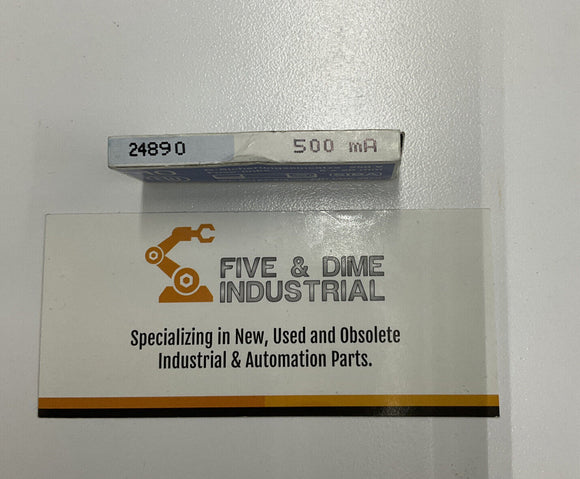 24890 500 mA
FIVE & DIME
INDUSTRIAL
Specializing in New, Used and Obsolete
Industrial & Automation Parts.